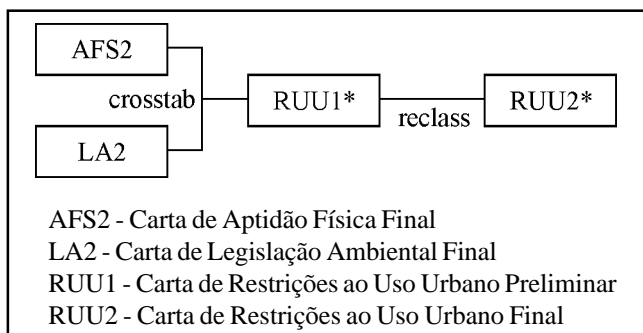 AFS2
crosstab
RUU1*
reclass
RUU2*
LA2
AFS2 - Carta de Aptidão Física Final
LA2 - Carta de Legislação Ambiental Final
RUU1 - Carta de Restrições ao Uso Urbano Preliminar
RUU2 - Carta de Restrições ao Uso Urbano Final